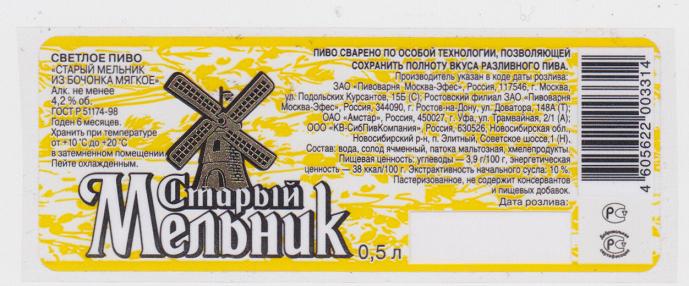 СВЕТЛОЕ ПИВО
«СТАРЫЙ МЕЛЬНИК
ИЗ БОЧОНКА МЯГКОЕ»
Алк. не менее
4,2 % об.
ГОСТ Р 51174-98
Годен 6 месяцев.
Хранить при температуре
от +10°С до +20°С
в затемненном помещении.
Пейте охлажденным.
Старый
Мельник
0,5 л
ПИВО СВАРЕНО ПО ОСОБОЙ ТЕХНОЛОГИИ, ПОЗВОЛЯЮЩЕЙ
СОХРАНИТЬ ПОЛНОТУ ВКУСА РАЗЛИВНОГО ПИВА.
Производитель указан в коде даты розлива:
ЗАО «Пивоварня Москва-Эфес», Россия, 117546, г. Москва,
ул. Подольских Курсантов, 15Б (С); Ростовский филиал ЗАО «Пивоварня
Москва-Эфес», Россия, 344090, г. Ростов-на-Дону, ул. Доватора, 148А (Т);
ОАО «Амстар», Россия, 450027, г. Уфа, ул. Трамвайная, 2/1 (А);
ООО «КВ-СибПивКомпания», Россия, 630526, Новосибирская обл.,
Новосибирский р-н, п. Элитный, Советское шоссе, 1 (Н).
Состав: вода, солод ячменный, патока мальтозная, хмелепродукты.
Пищевая ценность: углеводы — 3,9 г/100 г, энергетическая
ценность — 38 ккал/100 г. Экстрактивность начального сусла: 10 %.
Пастеризованное, не содержит консервантов
и пищевых добавок.
Дата розлива:
4 605622 003314
РСТ
Добровольная
РСТ
сертификация